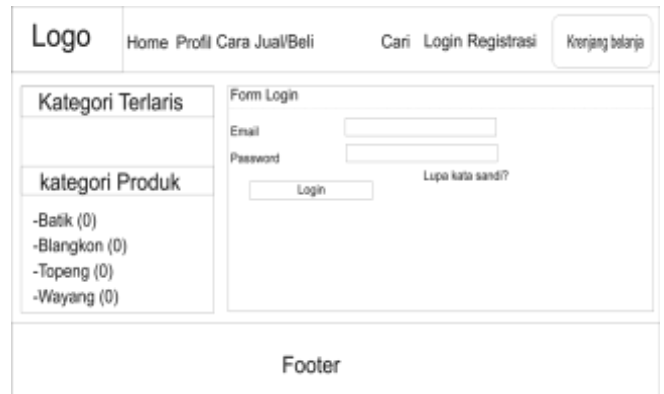 Logo
Home Profil Cara Jual/Beli Cari Login Registrasi Krenjang belanja
Kategori Terlaris
kategori Produk
-Batik (0)
-Blangkon (0)
-Topeng (0)
-Wayang (0)
Form Login
Email
Password
Lupa kata sandi?
Login
Footer